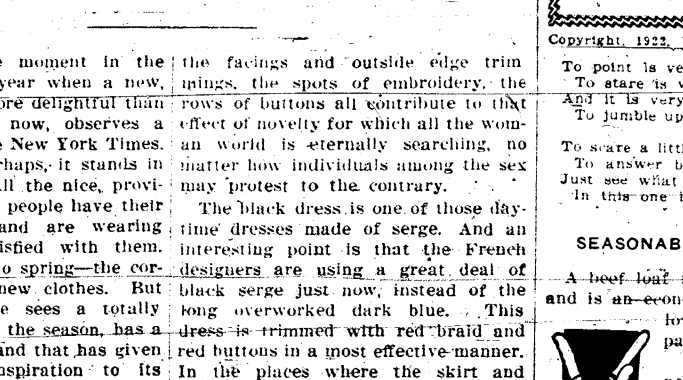 moment in the
year when a new,
more delightful than
now, observes a
New York Times.
it stands in
all the nice, provi-
people have their
and are wearing
satisfied with them.
spring—the cor-
new clothes. But
sees a totally
the season, has a
and that has given
inspiration to its
the facings and outside edge trim
mings, the spots of embroidery, the
rows of buttons all contribute to that
effect of novelty for which all the wom-
an world is eternally searching, no
matter how individuals among the sex
may protest to the contrary.
The black dress is one of those day-
time dresses made of serge. And an
interesting point is that the French
designers are using a great deal of
black serge just now, instead of the
long overworked dark blue. This
dress is trimmed with red braid and
red buttons in a most effective manner.
In the places where the skirt and
Copyright, 1922,
To point is
To stare is
And it is very
To jumble up
To scare a
To answer
Just see what
In this one
SEASONAB
A beef loaf
and is an